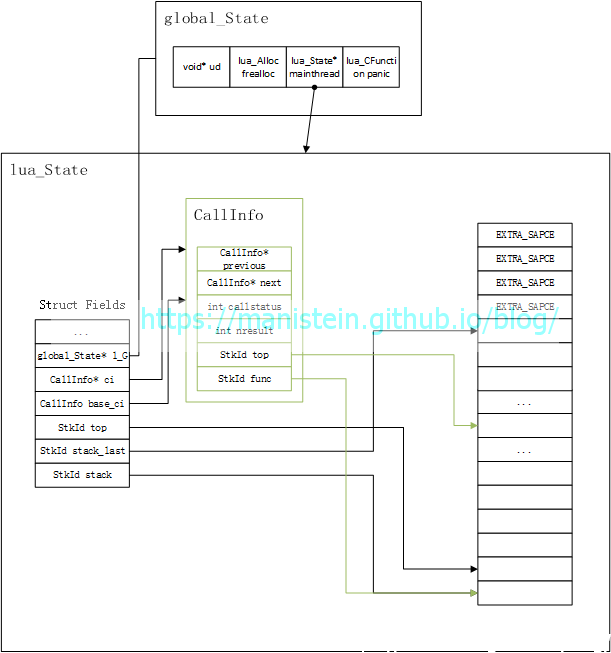 global_State
void* ud
lua_Alloc
frealloc
lua_State*
mainthread
lua_CFuncti
on panic
lua_State
CallInfo
CallInfo*
previous
CallInfo* next
int callstatus
int nresult
StkId top
StkId func
Struct Fields
...
global_State* l_G
CallInfo* ci
CallInfo base_ci
StkId top
StkId stack_last
StkId stack
EXTRA_SAPCE
EXTRA_SAPCE
EXTRA_SAPCE
EXTRA_SAPCE
...
...
https://manistein.github.io/blog/